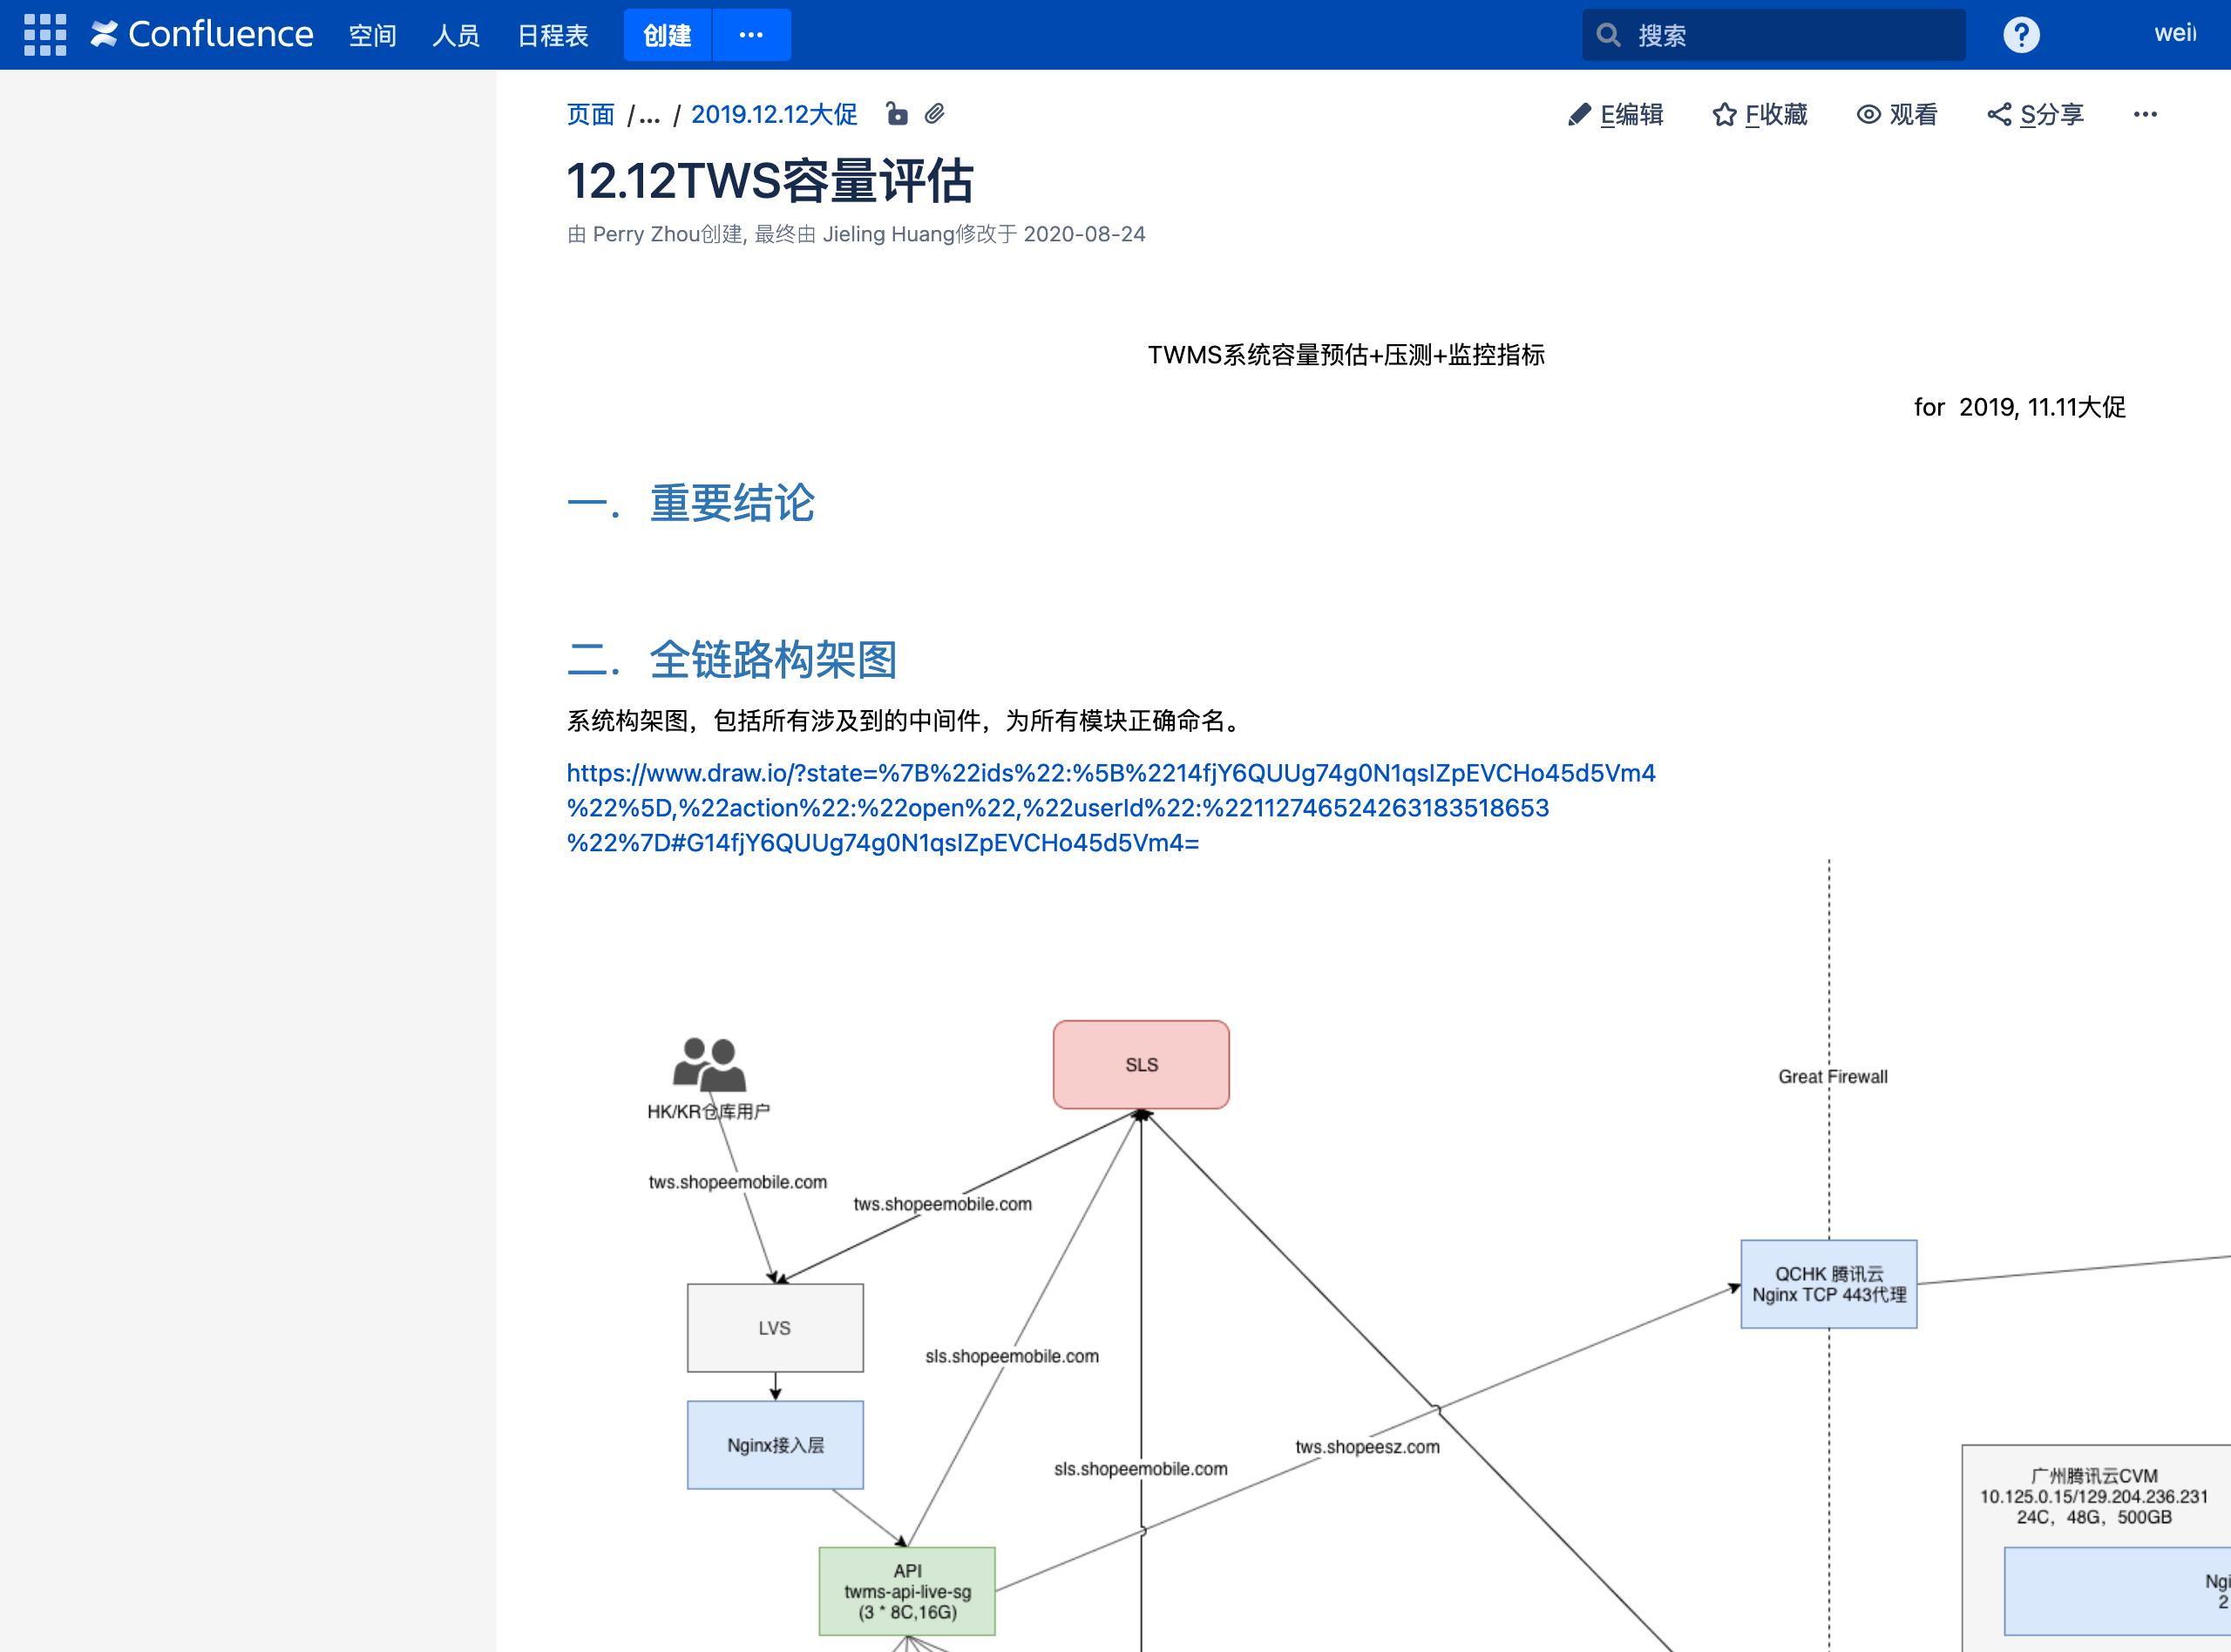 Confluence 空间 人员 日程表 创建 ··· 搜索 ?
页面 /... / 2019.12.12大促 E编辑 F收藏 观看 S分享 ···
12.12TWS容量评估
由 Perry Zhou创建, 最终由 Jieling Huang修改于 2020-08-24
TWMS系统容量预估+压测+监控指标
for 2019, 11.11大促
一. 重要结论
二. 全链路构架图
系统构架图，包括所有涉及到的中间件，为所有模块正确命名。
https://www.draw.io/?state=%7B%22ids%22:%5B%2214fjY6QUUg74g0N1qsIZpEVCHo45d5Vm4
%22%5D,%22action%22:%22open%22,%22userId%22:%22112746524263183518653
%22%7D#G14fjY6QUUg74g0N1qsIZpEVCHo45d5Vm4=
SLS
Great Firewall
HK/KR仓库用户
tws.shopeemobile.com
tws.shopeemobile.com
QCHK 腾讯云
Nginx TCP 443代理
LVS
sls.shopeemobile.com
Nginx接入层
tws.shopeesz.com
sls.shopeemobile.com
广州腾讯云CVM
10.125.0.15/129.204.236.231
24C，48G，500GB
API
twms-api-live-sg
(3 * 8C,16G)
2